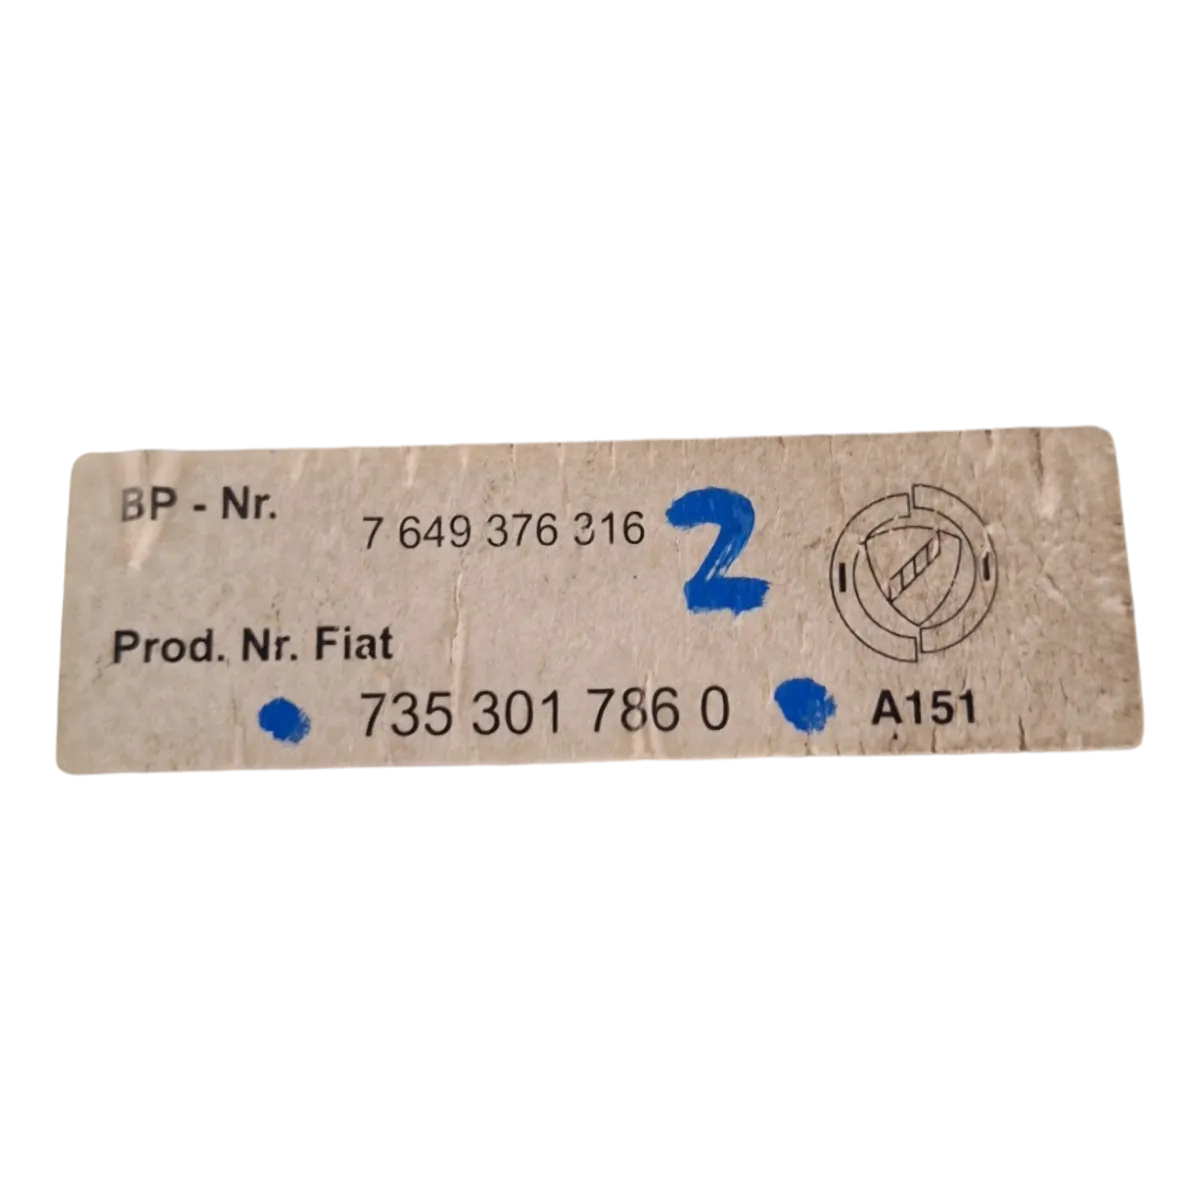 BP - Nr.
7 649 376 316 2
Prod. Nr. Fiat
735 301 786 0 A151